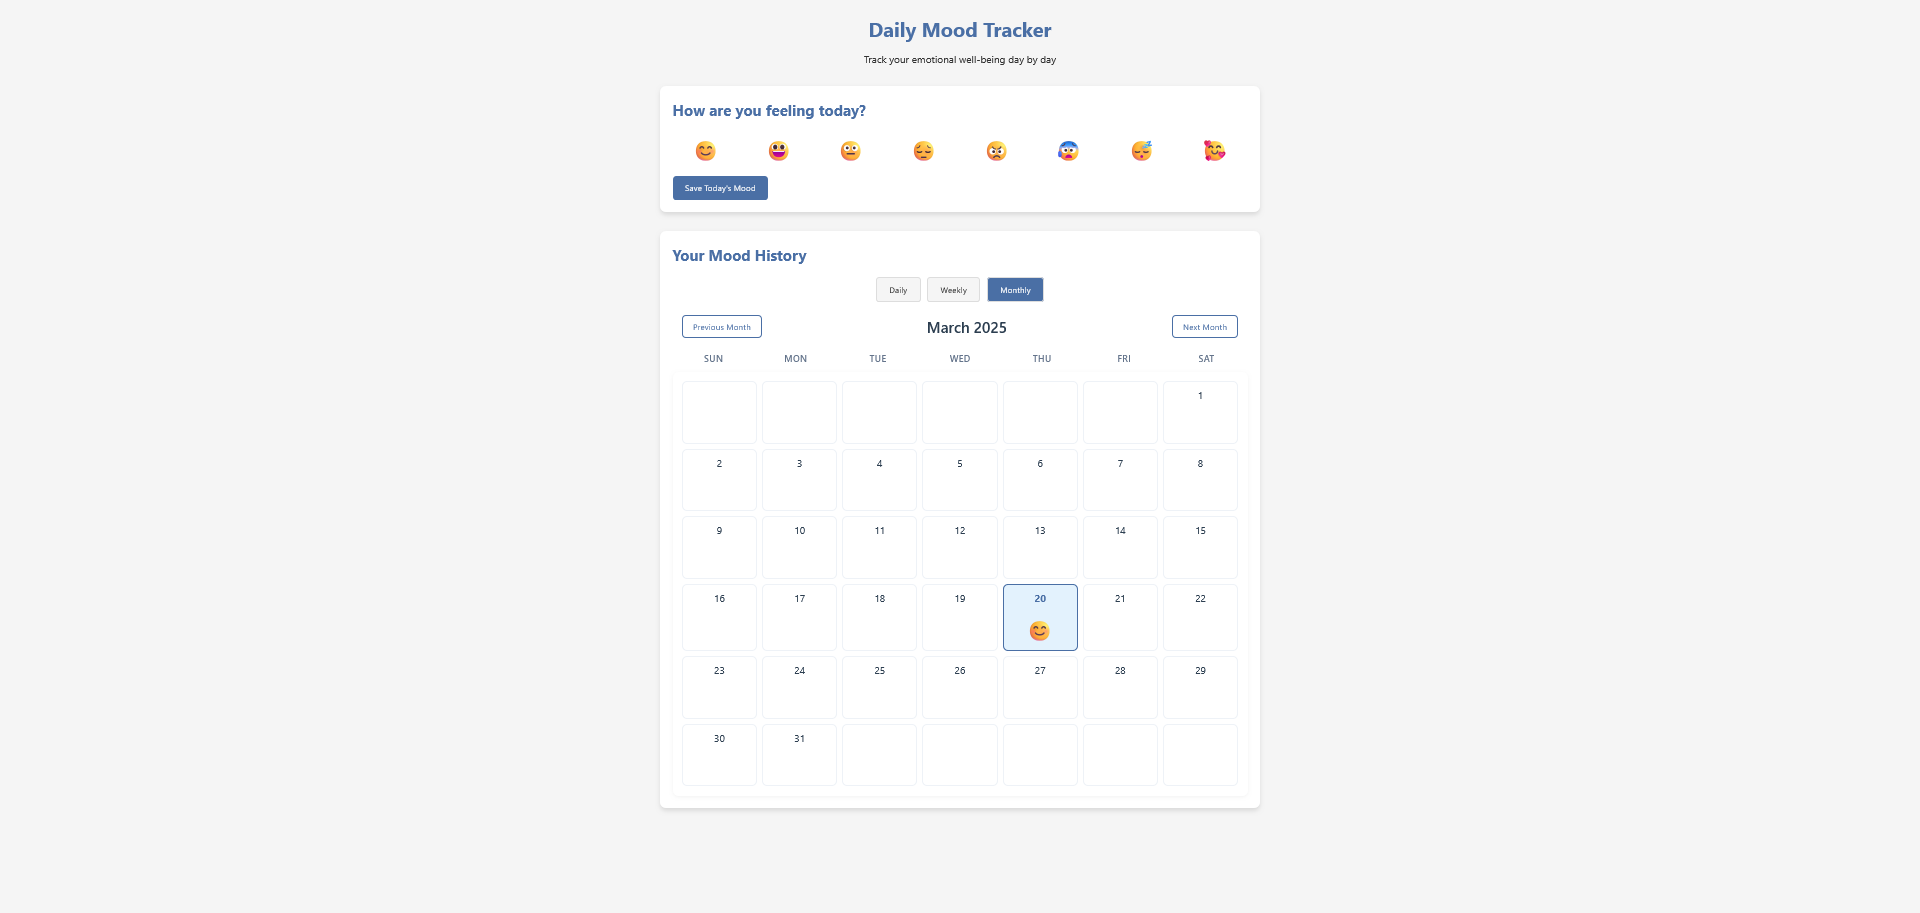 Daily Mood Tracker
Track your emotional well-being day by day
How are you feeling today?
Save Today's Mood
Your Mood History
Daily Weekly Monthly
Previous Month March 2025 Next Month
SUN MON TUE WED THU FRI SAT
1
2 3 4 5 6 7 8
9 10 11 12 13 14 15
16 17 18 19 20 21 22
23 24 25 26 27 28 29
30 31